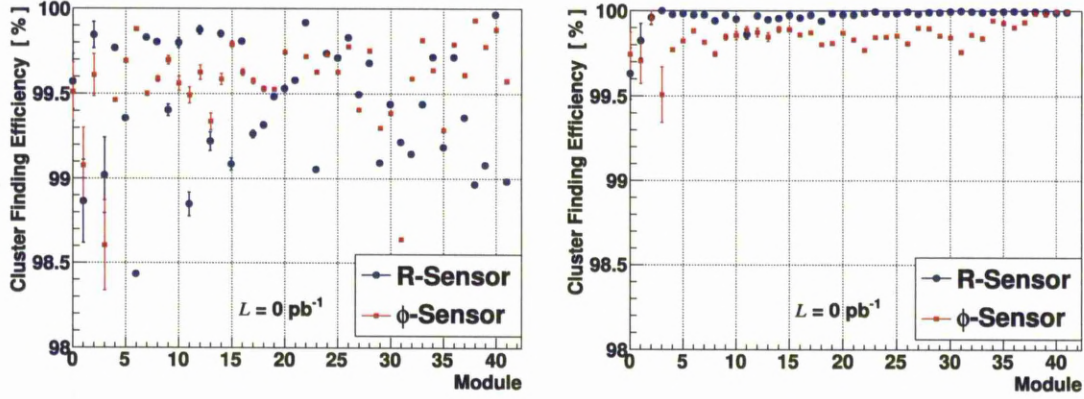 Cluster Finding Efficiency [ % ]
100
99.5
99
98.5
98
0 5 10 15 20 25 30 35 40
Module
L = 0 pb-1
R-Sensor
ϕ-Sensor
Cluster Finding Efficiency [ % ]
100
99.5
99
98.5
98
0 5 10 15 20 25 30 35 40
Module
L = 0 pb-1
R-Sensor
ϕ-Sensor